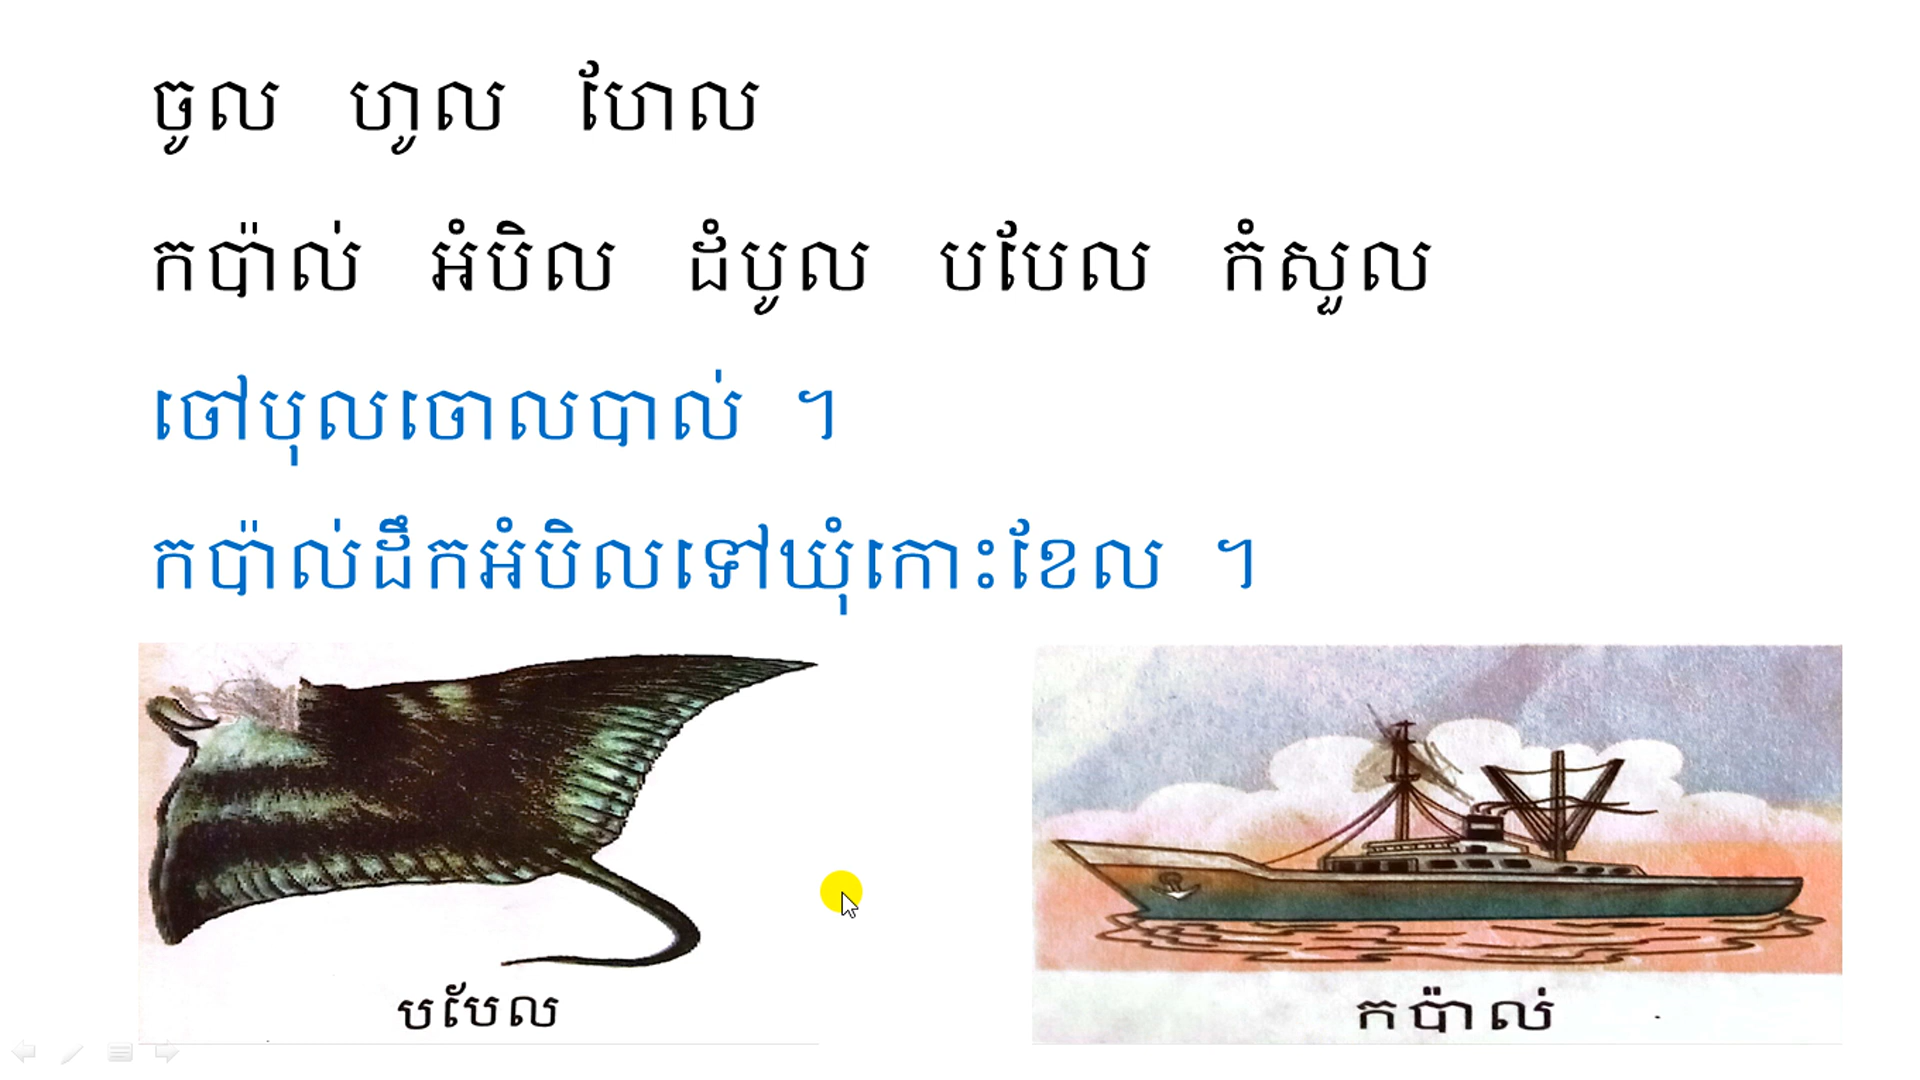 ចូល ហូល ហែល
កប៉ាល់ អំបិល ដំបូល បបែល កំសួល
ចៅបុលចោលបាល់ ។
កប៉ាល់ដឹកអំបិលទៅឃុំកោះខែល ។
បបែល
កប៉ាល់